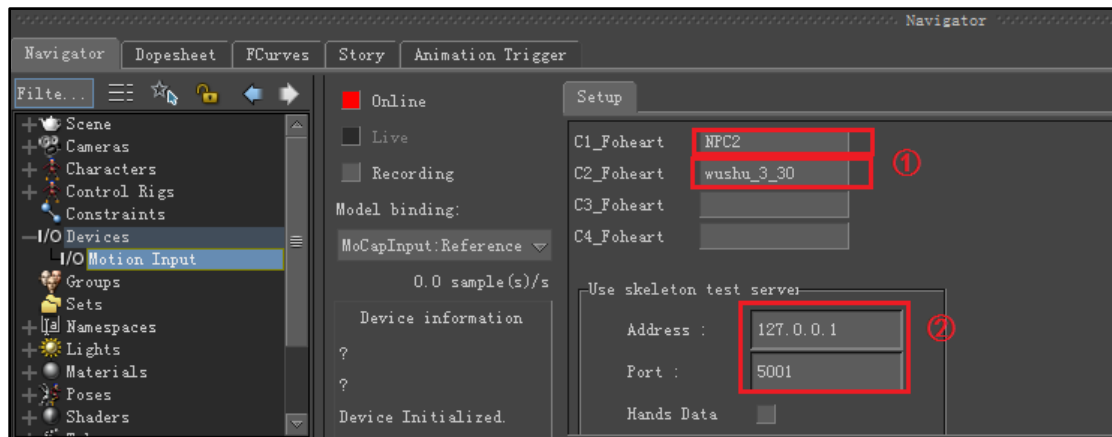 Navigator
Navigator Dopesheet FCurves Story Animation Trigger
Filte...
Scene
Cameras
Characters
Control Rigs
Constraints
I/O Devices
I/O Motion Input
Groups
Sets
Namespaces
Lights
Materials
Poses
Shaders
Online
Live
Recording
Model binding:
MoCapInput:Reference
0.0 sample(s)/s
Device information
?
?
Device Initialized.
Setup
C1_Foheart NPC2
①
C2_Foheart wushu_3_30
C3_Foheart
C4_Foheart
Use skeleton test server
Address : 127.0.0.1
②
Port : 5001
Hands Data